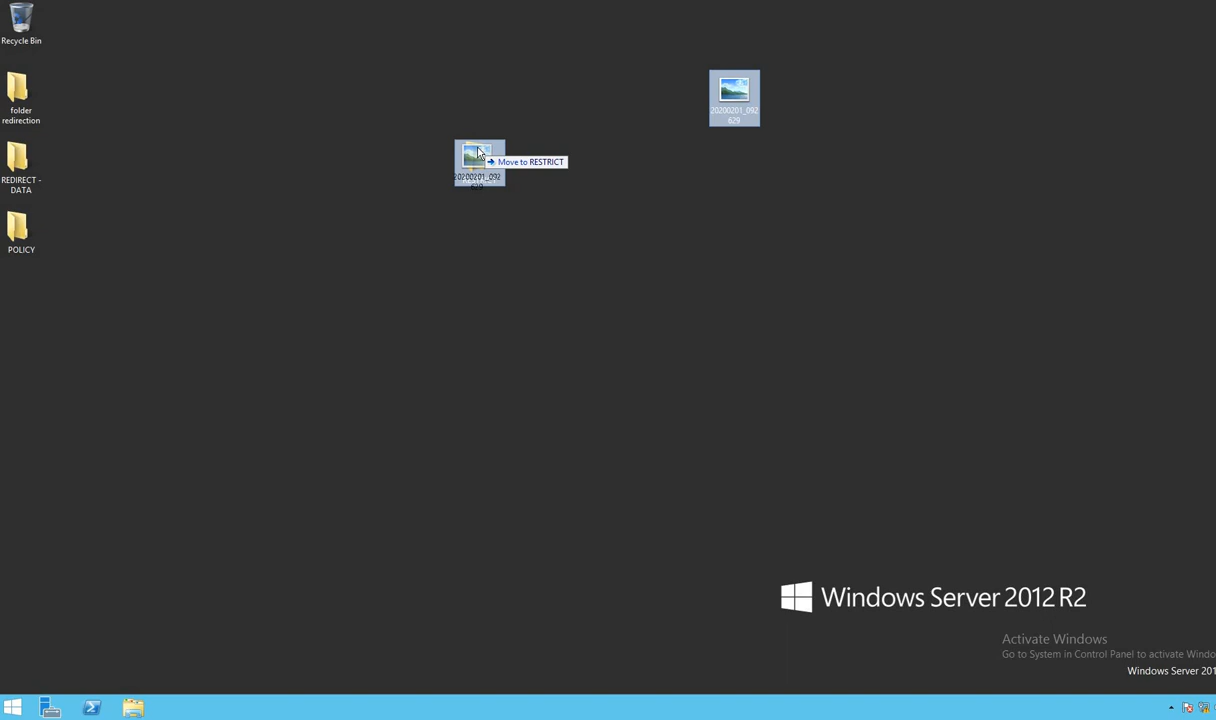 Recycle Bin
folder
redirection
REDIRECT -
DATA
POLICY
20200201_092
629
Move to RESTRICT
20200201_092
629
Windows Server 2012 R2
Activate Windows
Go to System in Control Panel to activate Windo
Windows Server 201